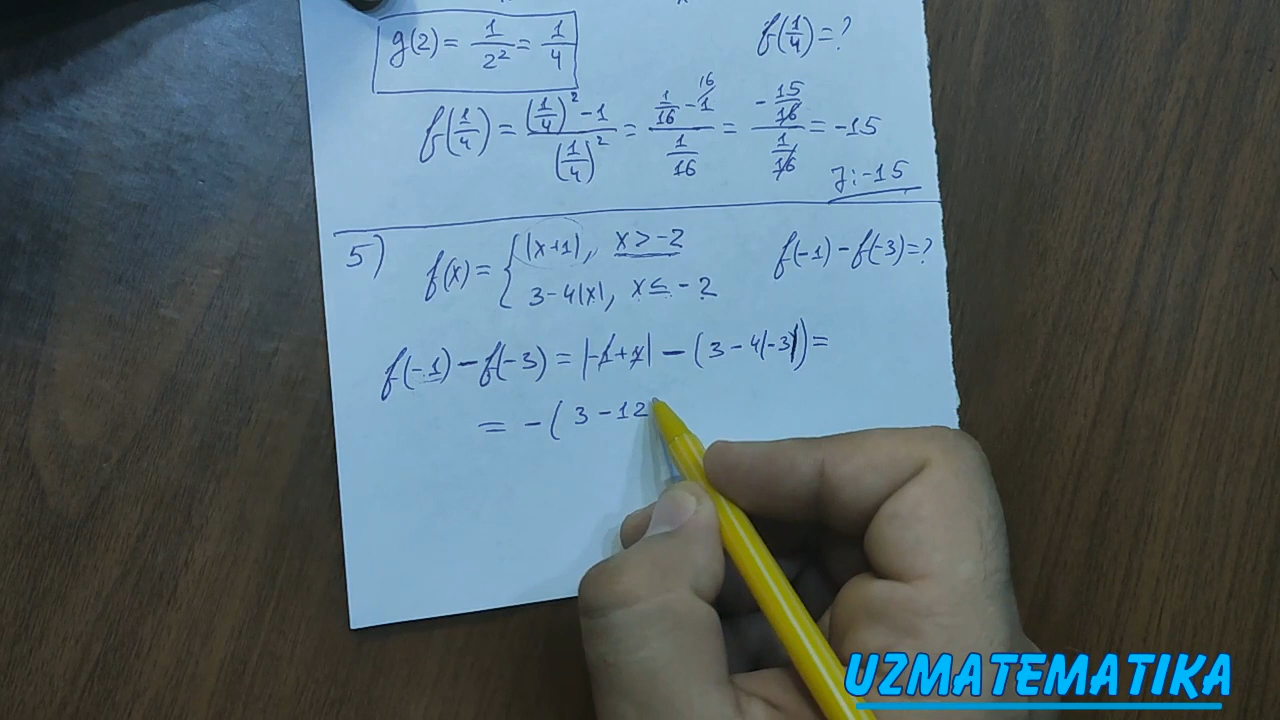 g(2) = 1/2² = 1/4
f(1/4) = ?
f(1/4) = ((1/4)² - 1)/(1/4)² = (1/16 - 1^16)/(1/16) = (-15/16)/(1/16) = -15
J: -15
5) f(x) = { |x+1|, x > -2
3 - 4|x|, x ≤ -2
f(-1) - f(-3) = ?
f(-1) - f(-3) = |-1+1| - (3 - 4|-3|) =
= -(3 - 12
UZMATEMATIKA